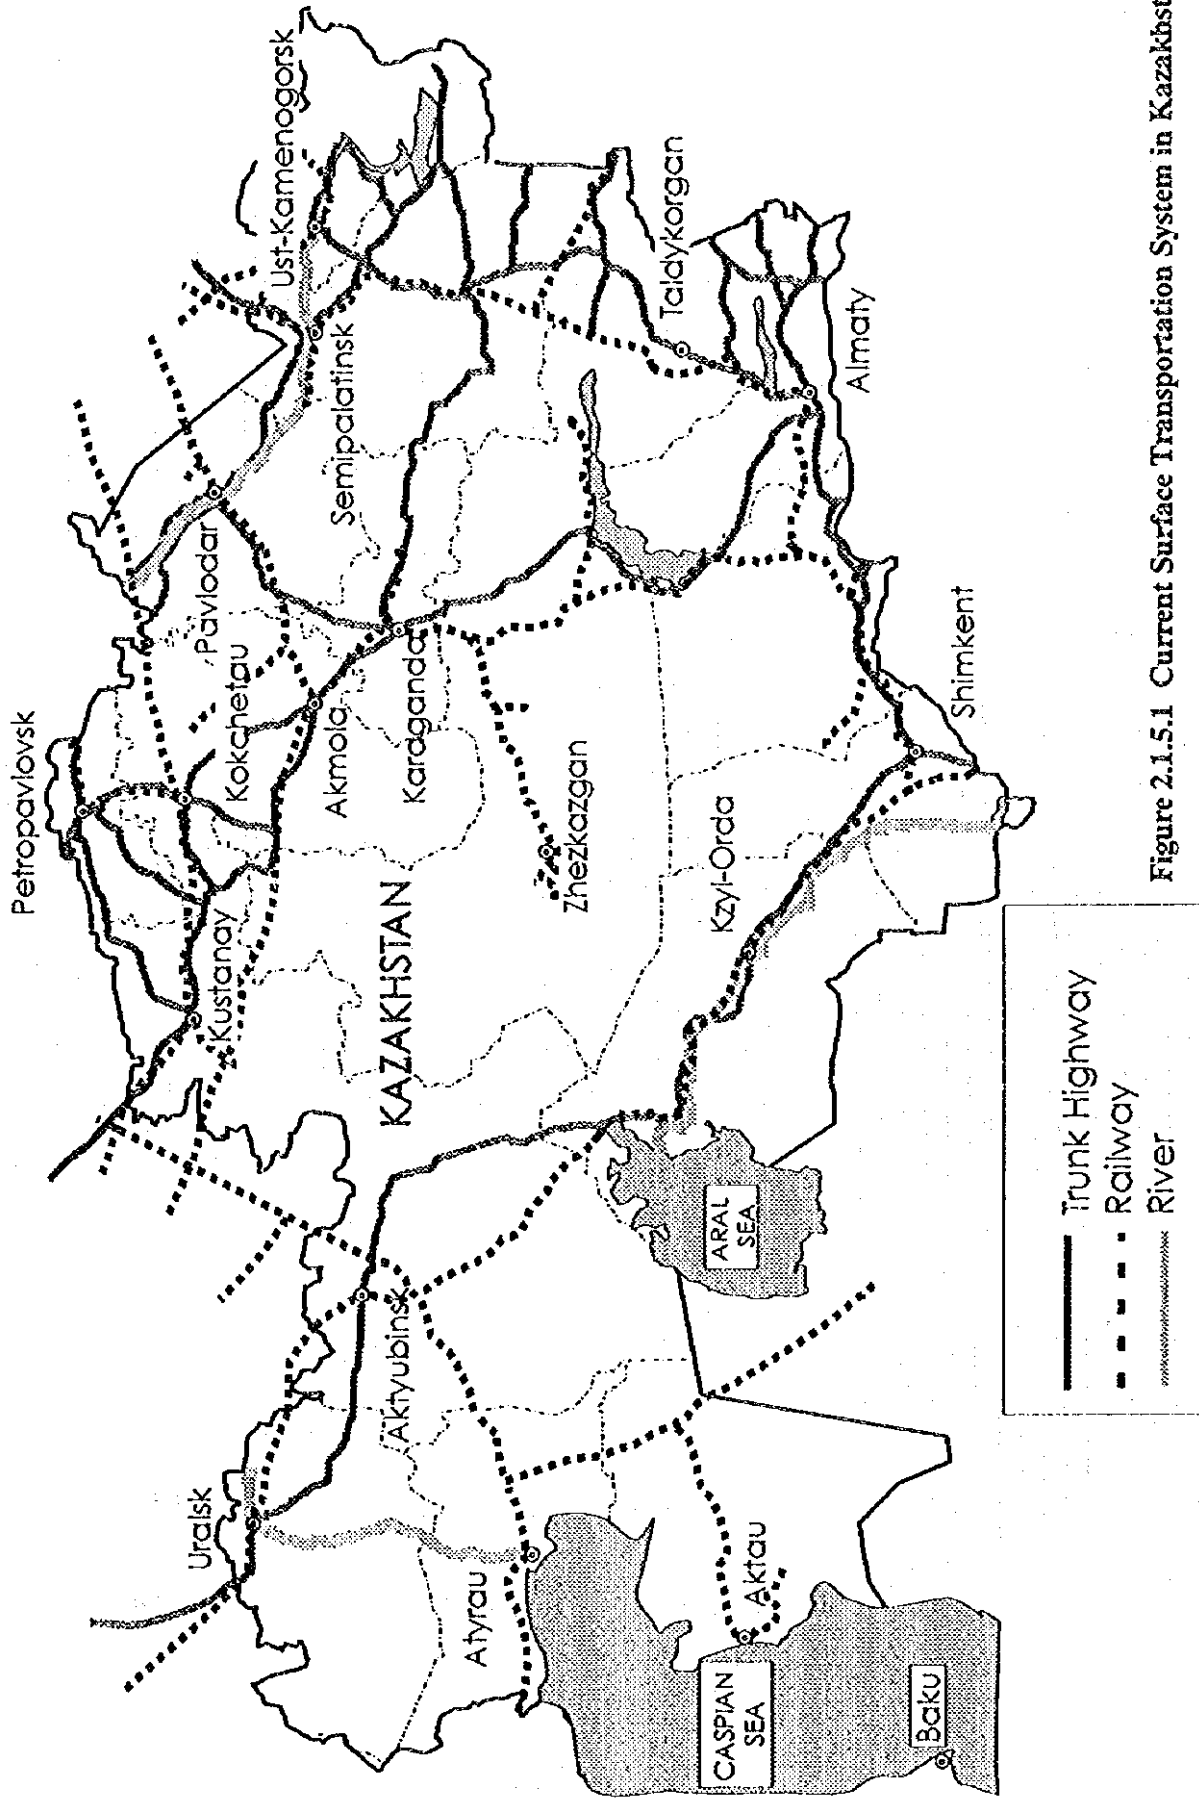 Petropavlovsk
Uralsk
Kustanay
Kokchetau
Pavlodar
Ust-Kamenogorsk
Semipalatinsk
Akmola
Karaganda
Aktyubinsk
KAZAKHSTAN
Atyrau
Zhezkazgan
Taldykorgan
Kzyl-Orda
ARAL
SEA
Aktau
CASPIAN
SEA
Almaty
Shimkent
Baku
Trunk Highway
Railway
River
Figure 2.1.5.1 Current Surface Transportation System in Kazakhst